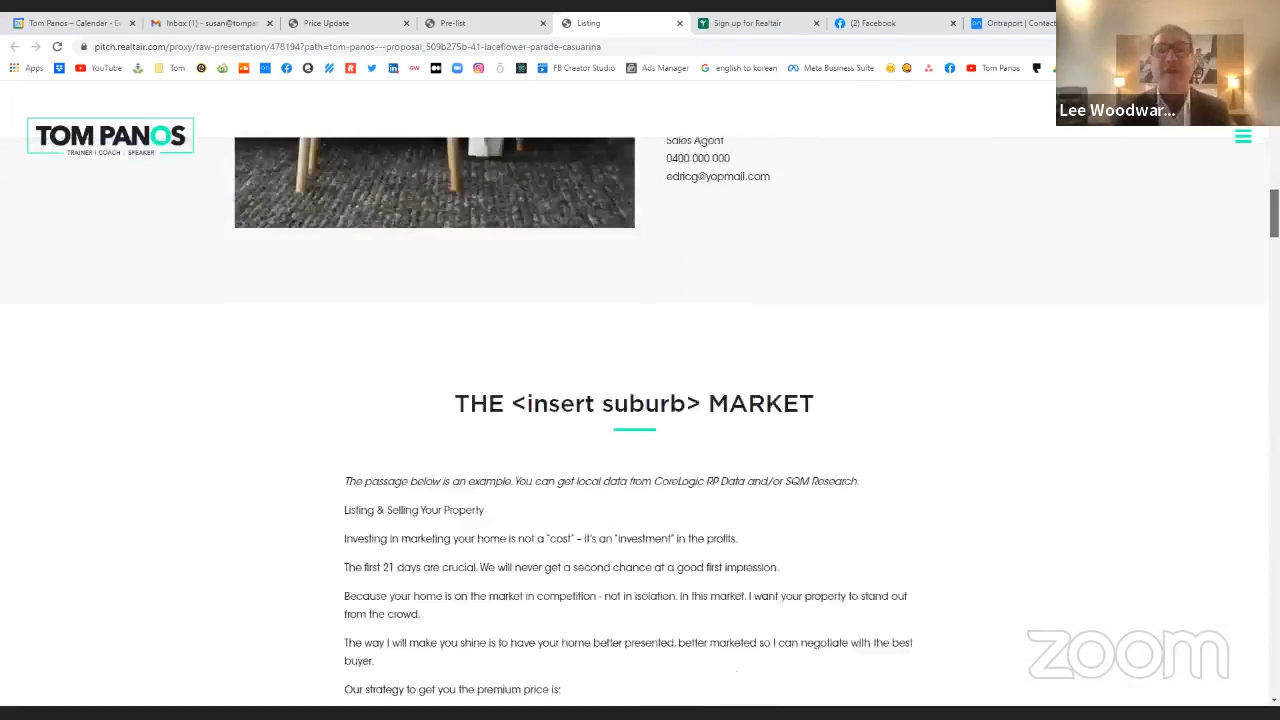 Tom Panos – Calendar - E
Inbox (1) - susan@tompan
Price Update
Pre-list
Listing
Sign up for Realtair
(2) Facebook
Ontraport | Contact
pitch.realtair.com/proxy/raw-presentation/478194?path=tom-panos---proposal_509b275b-41-laceflower-parade-casuarina
Apps
YouTube
Tom
FB Creator Studio
Ads Manager
english to korean
Meta Business Suite
Tom Panos
Lee Woodwar...
TOM PANOS
TRAINER | COACH | SPEAKER
Sales Agent
0400 000 000
edricg@yopmail.com
THE <insert suburb> MARKET
The passage below is an example. You can get local data from CoreLogic RP Data and/or SQM Research.
Listing & Selling Your Property
Investing in marketing your home is not a "cost" – it's an "investment" in the profits.
The first 21 days are crucial. We will never get a second chance at a good first impression.
Because your home is on the market in competition - not in isolation. In this market, I want your property to stand out
from the crowd.
The way I will make you shine is to have your home better presented, better marketed so I can negotiate with the best
buyer.
Our strategy to get you the premium price is:
zoom